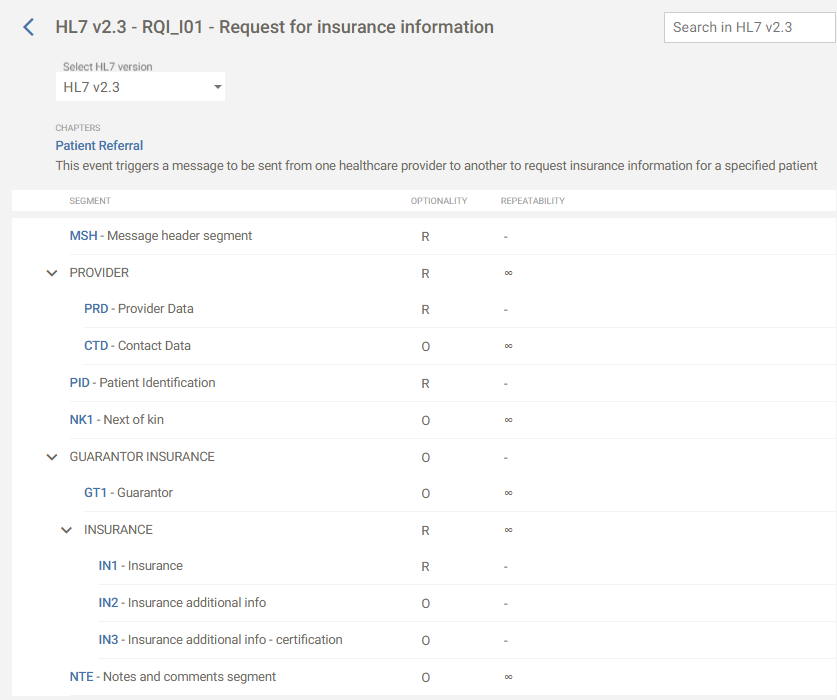 HL7 v2.3 - RQI_I01 - Request for insurance information
Search in HL7 v2.3
Select HL7 version
HL7 v2.3
CHAPTERS
Patient Referral
This event triggers a message to be sent from one healthcare provider to another to request insurance information for a specified patient
SEGMENT OPTIONALITY REPEATABILITY
MSH - Message header segment R -
PROVIDER R ∞
PRD - Provider Data R -
CTD - Contact Data O ∞
PID - Patient Identification R -
NK1 - Next of kin O ∞
GUARANTOR INSURANCE O -
GT1 - Guarantor O ∞
INSURANCE R ∞
IN1 - Insurance R -
IN2 - Insurance additional info O -
IN3 - Insurance additional info - certification O -
NTE - Notes and comments segment O ∞